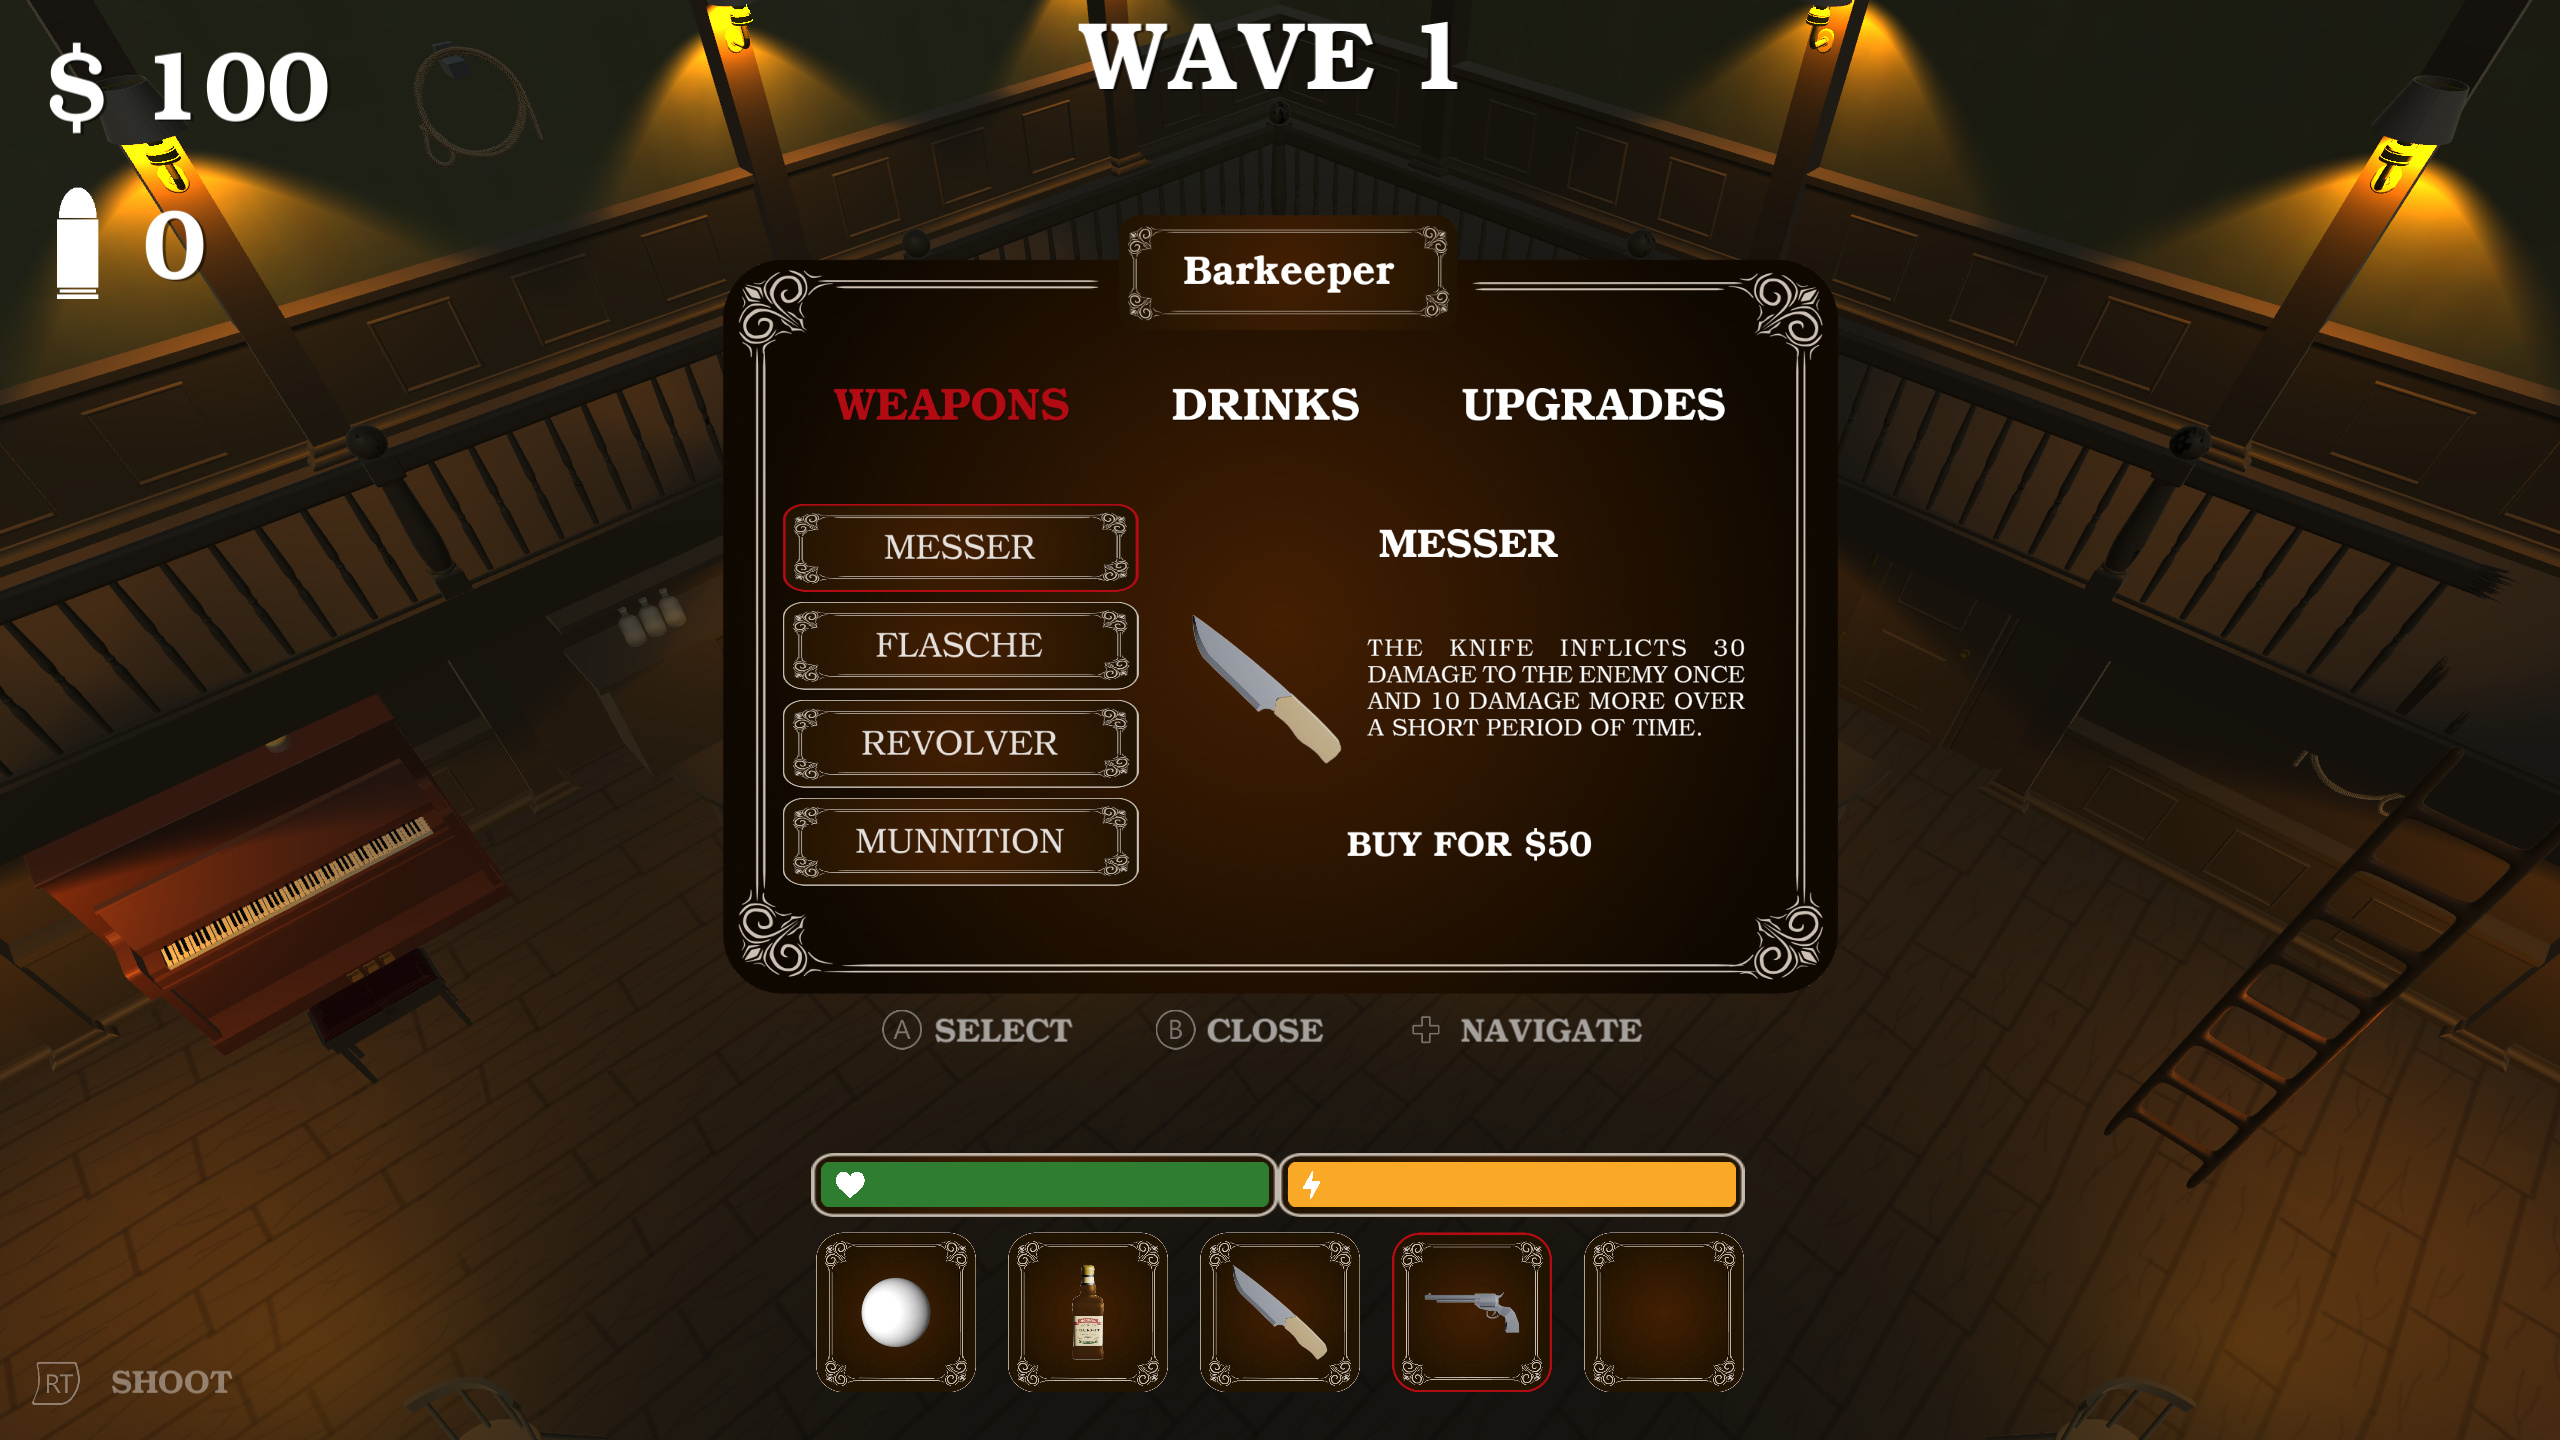 WAVE 1
$ 100
0
Barkeeper
WEAPONS
DRINKS
UPGRADES
MESSER
FLASCHE
REVOLVER
MUNNITION
MESSER
THE KNIFE INFLICTS 30
DAMAGE TO THE ENEMY ONCE
AND 10 DAMAGE MORE OVER
A SHORT PERIOD OF TIME.
BUY FOR $50
A SELECT
B CLOSE
NAVIGATE
RT SHOOT